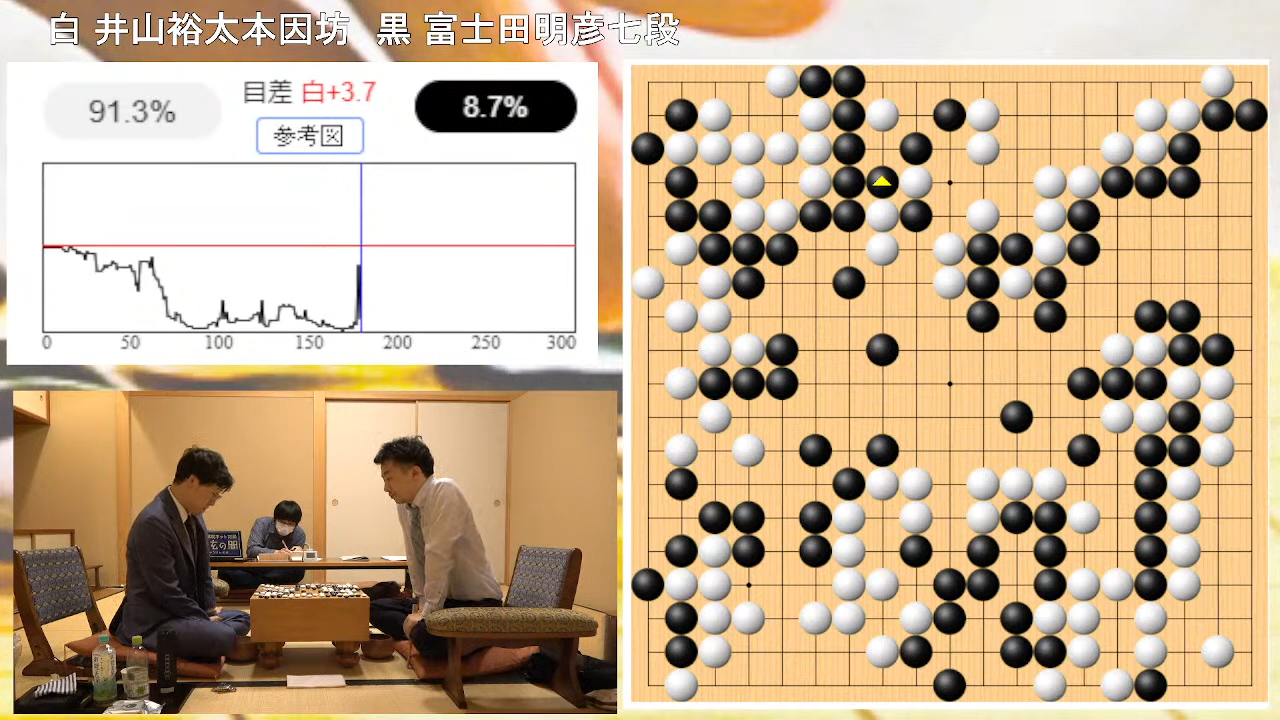 白 井山裕太本因坊 黒 富士田明彦七段
目差 白+3.7
91.3%
8.7%
参考図
0 50 100 150 200 250 300